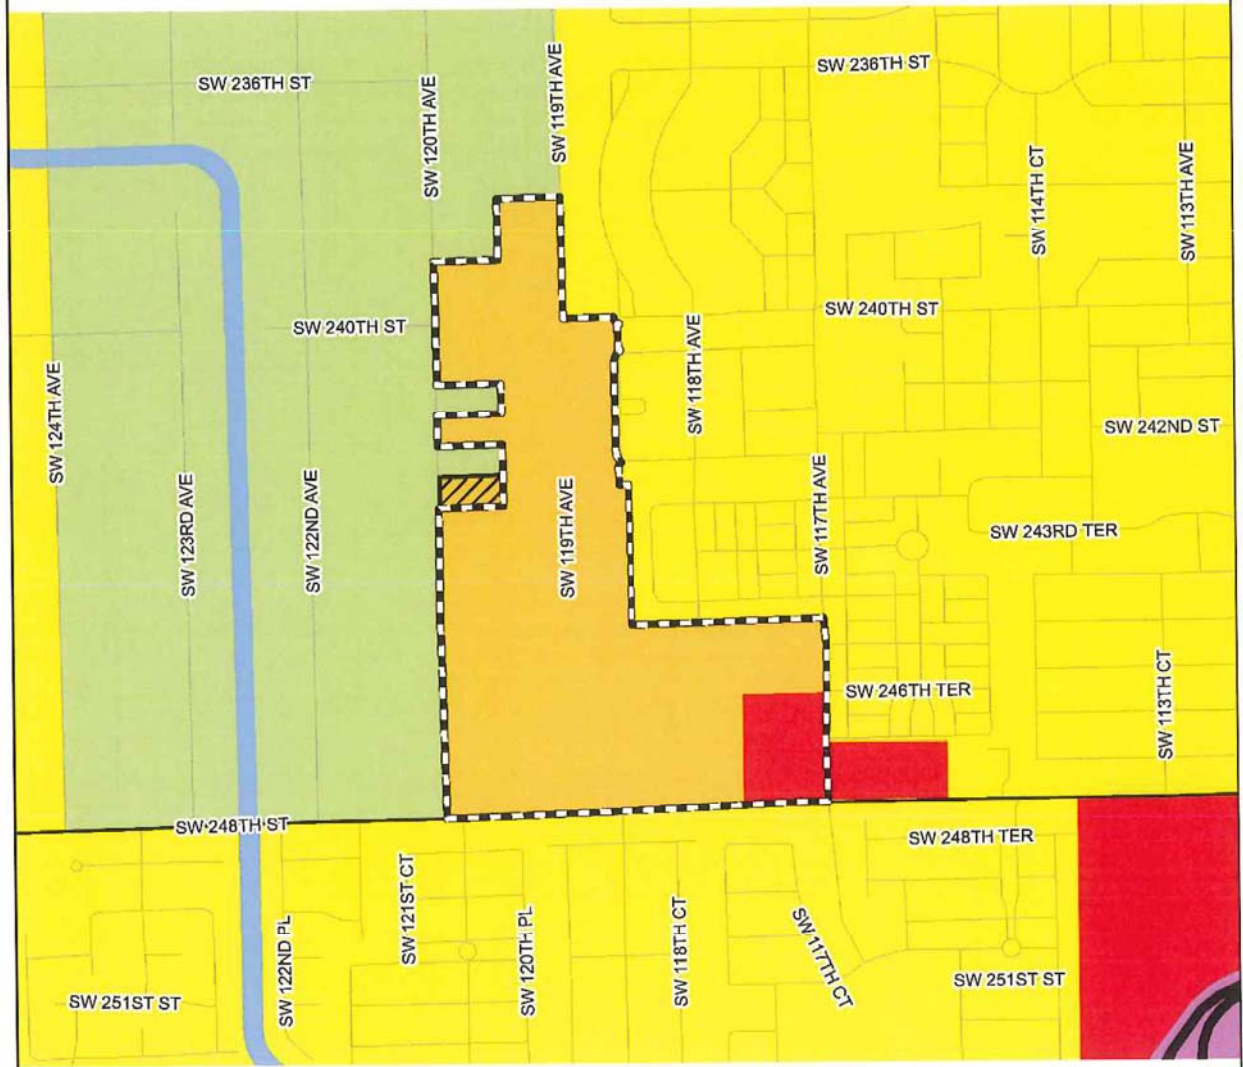 SW 236TH ST
SW 236TH ST
SW 120TH AVE
SW 119TH AVE
SW 114TH CT
SW 113TH AVE
SW 240TH ST
SW 240TH ST
SW 118TH AVE
SW 124TH AVE
SW 242ND ST
SW 123RD AVE
SW 122ND AVE
SW 119TH AVE
SW 117TH AVE
SW 243RD TER
SW 246TH TER
SW 113TH CT
SW 248TH ST
SW 248TH TER
SW 121ST CT
SW 122ND PL
SW 120TH PL
SW 118TH CT
SW 117TH CT
SW 251ST ST
SW 251ST ST